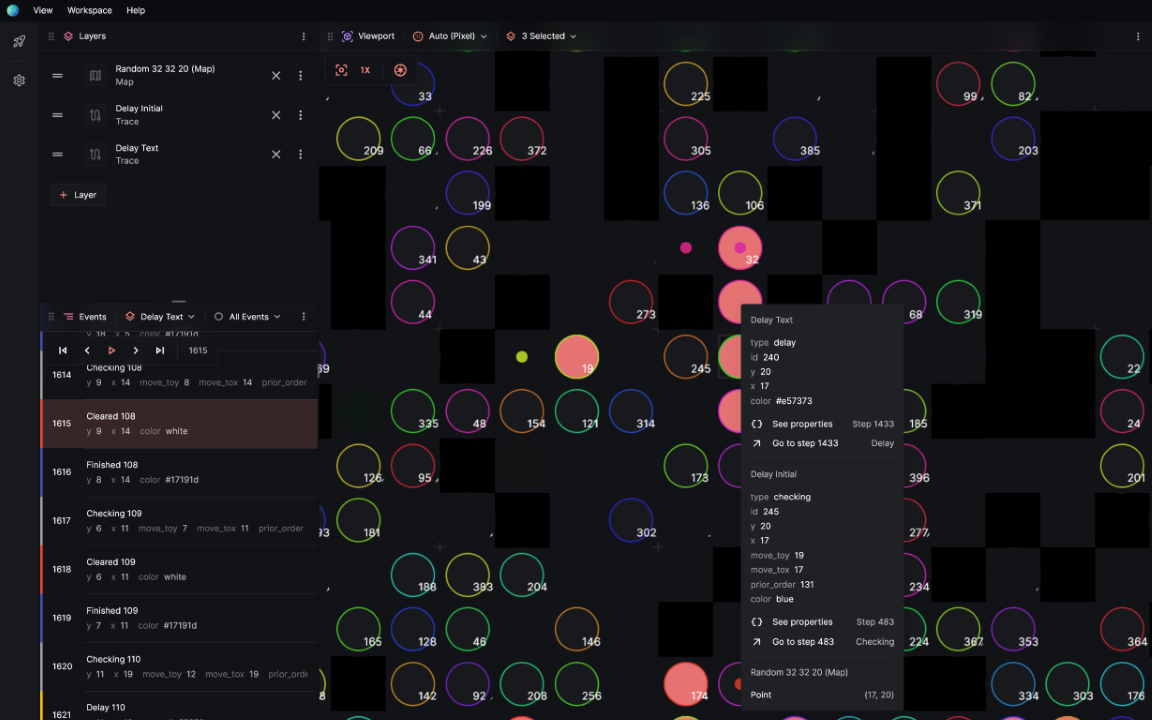 View Workspace Help
Layers
Random 32 32 20 (Map)
Map
Delay Initial
Trace
Delay Text
Trace
+ Layer
Events Delay Text All Events
1615
1614 Checking 108
y 9 x 14 move_toy 8 move_tox 14 prior_order
1615 Cleared 108
y 9 x 14 color white
1616 Finished 108
y 8 x 14 color #17191d
1617 Checking 109
y 6 x 11 move_toy 7 move_tox 11 prior_order
1618 Cleared 109
y 6 x 11 color white
1619 Finished 109
y 7 x 11 color #17191d
1620 Checking 110
y 11 x 19 move_toy 12 move_tox 19
1621 Delay 110
Viewport Auto (Pixel) 3 Selected
1X
33 225 99 82
209 66 226 372 305 385 203
199 136 106 371
341 43 32
44 273 68 319
19 245 22
335 48 154 121 314 185 24
126 95 173 396 201
181 302 277
188 383 204 234
165 128 48 146 224 367 353 364
142 92 208 256 174 334 303 176
Delay Text
type delay
id 240
y 20
x 17
color #e57373
See properties Step 1433
Go to step 1433 Delay
Delay Initial
type checking
id 245
y 20
x 17
move_toy 19
move_tox 17
prior_order 131
color blue
See properties Step 483
Go to step 483 Checking
Random 32 32 20 (Map)
Point (17, 20)